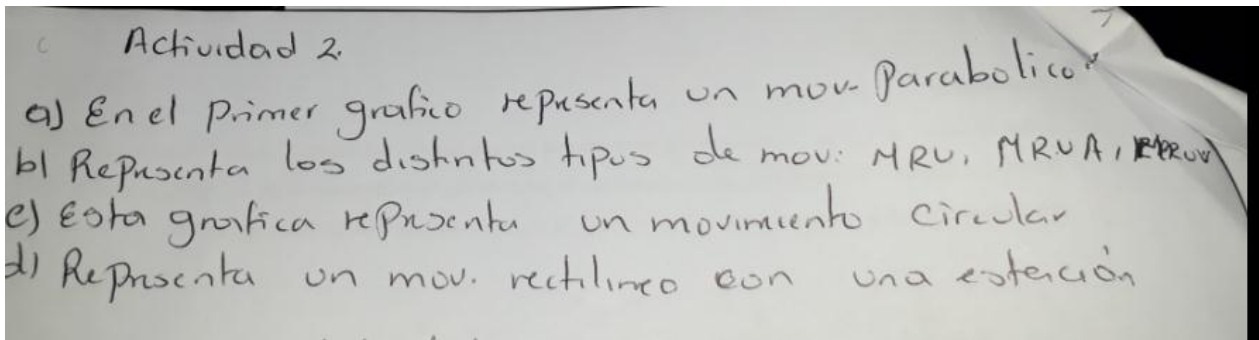 Actividad 2.
a) En el primer grafico representa un mov. Parabolico.
b) Representa los distintos tipos de mov: MRU, MRUA,
c) Esta grafica representa un movimiento circular
d) Representa un mov. rectilineo con una estención